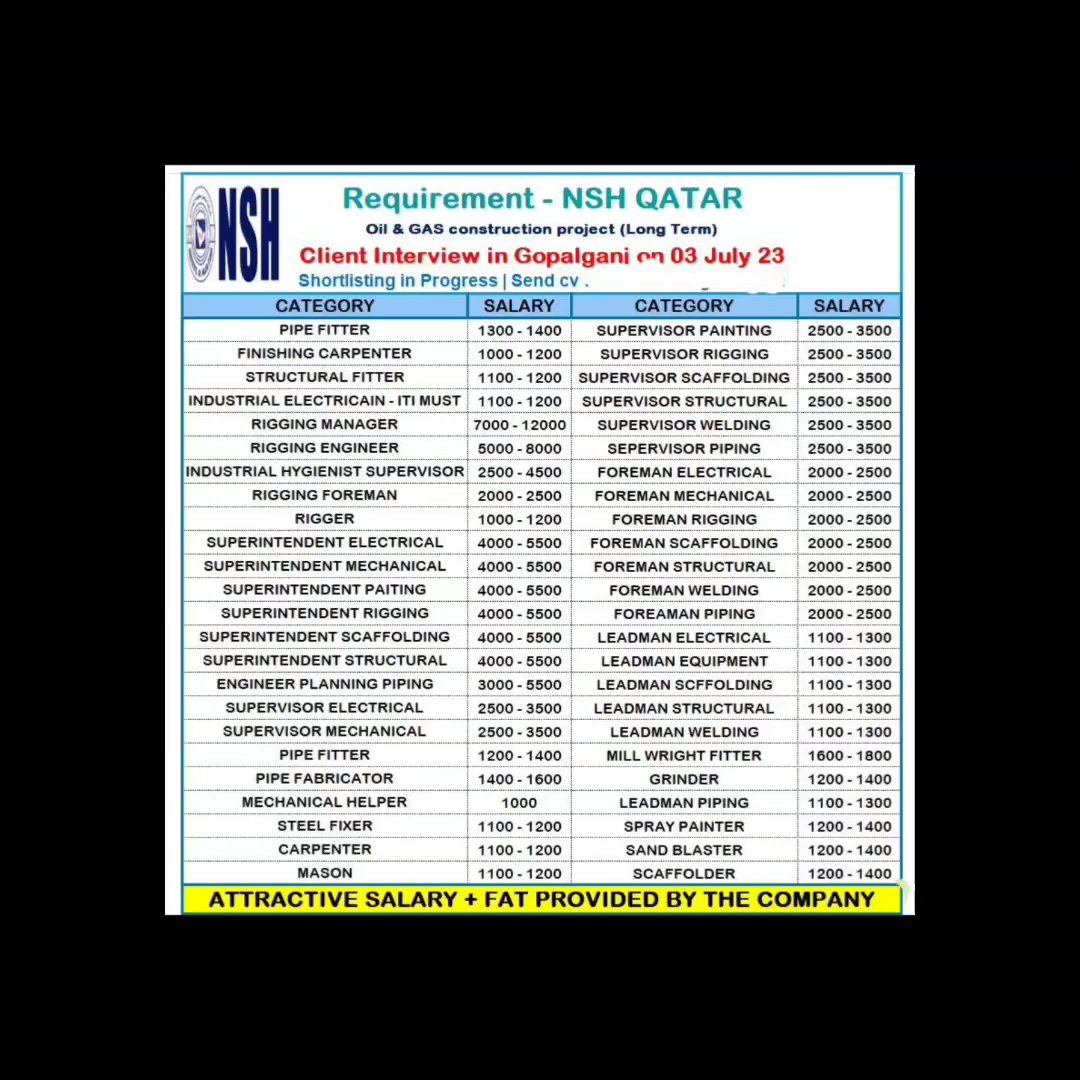 NSH
Requirement - NSH QATAR
Oil & GAS construction project (Long Term)
Client Interview in Gopalganj on 03 July 23
Shortlisting in Progress | Send cv .
CATEGORY SALARY CATEGORY SALARY
PIPE FITTER 1300 - 1400 SUPERVISOR PAINTING 2500 - 3500
FINISHING CARPENTER 1000 - 1200 SUPERVISOR RIGGING 2500 - 3500
STRUCTURAL FITTER 1100 - 1200 SUPERVISOR SCAFFOLDING 2500 - 3500
INDUSTRIAL ELECTRICAIN - ITI MUST 1100 - 1200 SUPERVISOR STRUCTURAL 2500 - 3500
RIGGING MANAGER 7000 - 12000 SUPERVISOR WELDING 2500 - 3500
RIGGING ENGINEER 5000 - 8000 SEPERVISOR PIPING 2500 - 3500
INDUSTRIAL HYGIENIST SUPERVISOR 2500 - 4500 FOREMAN ELECTRICAL 2000 - 2500
RIGGING FOREMAN 2000 - 2500 FOREMAN MECHANICAL 2000 - 2500
RIGGER 1000 - 1200 FOREMAN RIGGING 2000 - 2500
SUPERINTENDENT ELECTRICAL 4000 - 5500 FOREMAN SCAFFOLDING 2000 - 2500
SUPERINTENDENT MECHANICAL 4000 - 5500 FOREMAN STRUCTURAL 2000 - 2500
SUPERINTENDENT PAITING 4000 - 5500 FOREMAN WELDING 2000 - 2500
SUPERINTENDENT RIGGING 4000 - 5500 FOREAMAN PIPING 2000 - 2500
SUPERINTENDENT SCAFFOLDING 4000 - 5500 LEADMAN ELECTRICAL 1100 - 1300
SUPERINTENDENT STRUCTURAL 4000 - 5500 LEADMAN EQUIPMENT 1100 - 1300
ENGINEER PLANNING PIPING 3000 - 5500 LEADMAN SCFFOLDING 1100 - 1300
SUPERVISOR ELECTRICAL 2500 - 3500 LEADMAN STRUCTURAL 1100 - 1300
SUPERVISOR MECHANICAL 2500 - 3500 LEADMAN WELDING 1100 - 1300
PIPE FITTER 1200 - 1400 MILL WRIGHT FITTER 1600 - 1800
PIPE FABRICATOR 1400 - 1600 GRINDER 1200 - 1400
MECHANICAL HELPER 1000 LEADMAN PIPING 1100 - 1300
STEEL FIXER 1100 - 1200 SPRAY PAINTER 1200 - 1400
CARPENTER 1100 - 1200 SAND BLASTER 1200 - 1400
MASON 1100 - 1200 SCAFFOLDER 1200 - 1400
ATTRACTIVE SALARY + FAT PROVIDED BY THE COMPANY